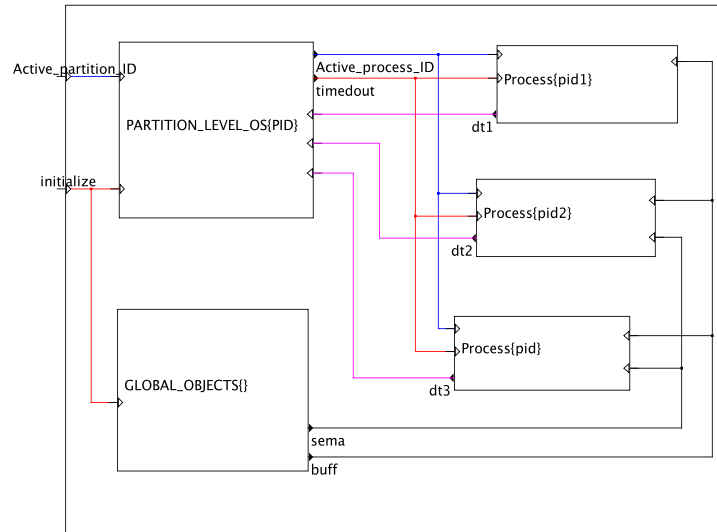 Active_partition_ID
Active_process_ID
timedout
Process{pid1}
PARTITION_LEVEL_OS{PID}
dt1
initialize
Process{pid2}
dt2
Process{pid}
GLOBAL_OBJECTS{}
dt3
sema
buff